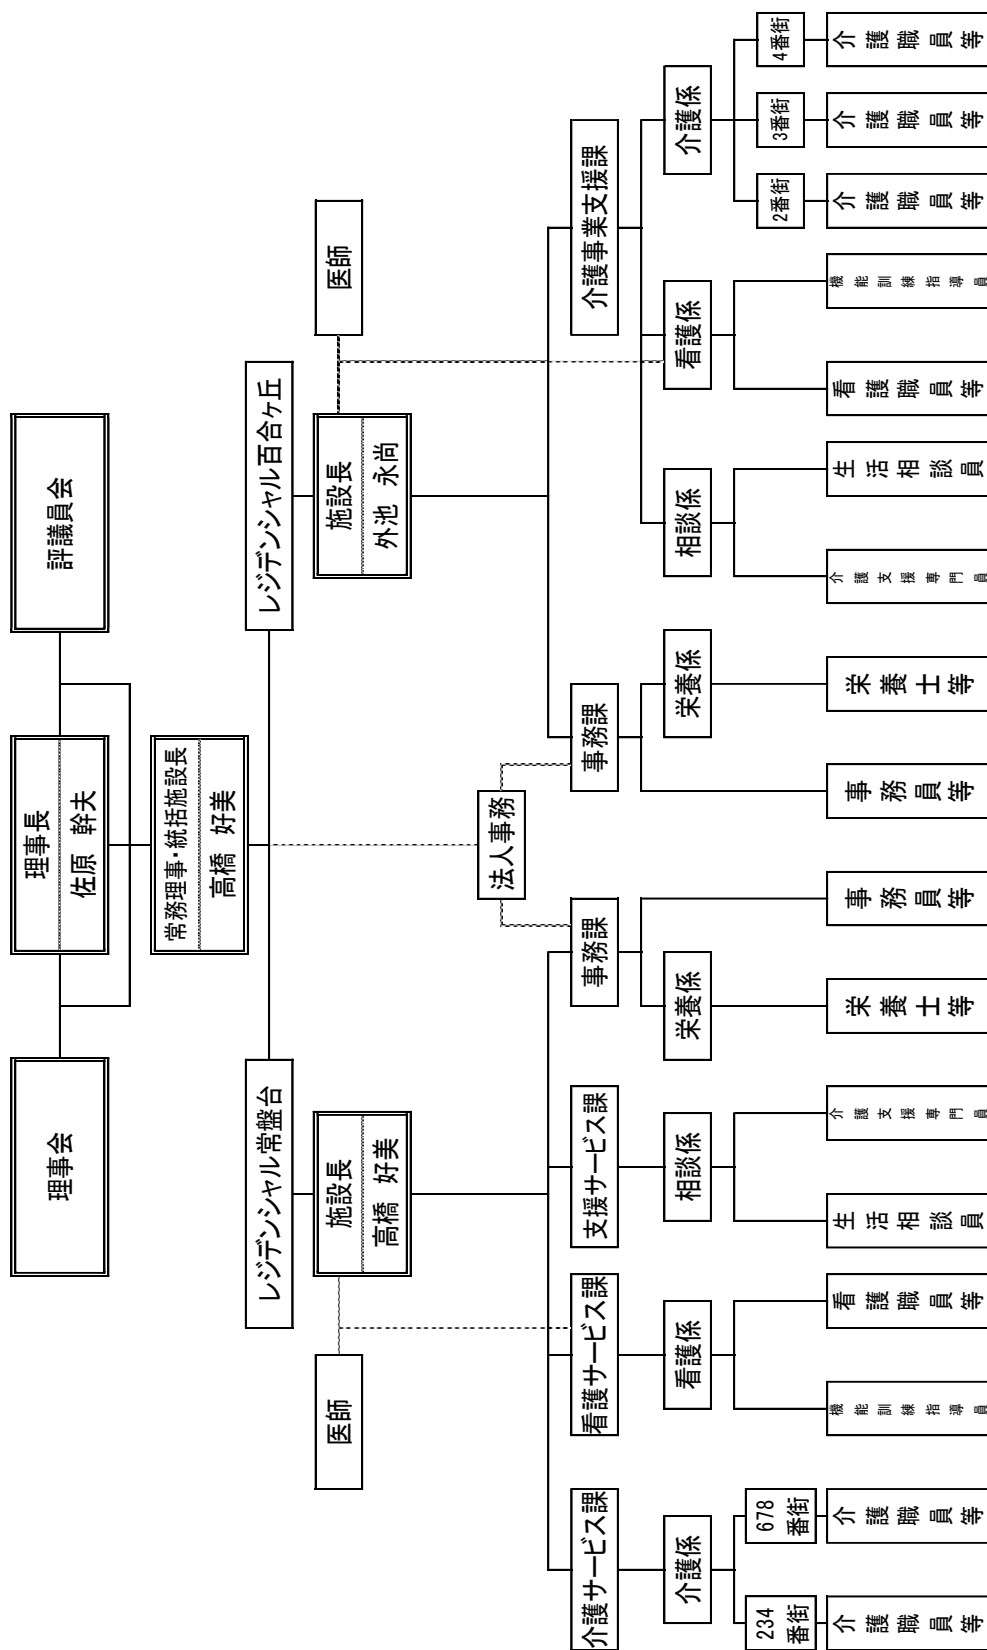 理事会
理事長
佐原 幹夫
評議員会
常務理事・統括施設長
高橋 好美
レジデンシャル常盤台
レジデンシャル百合ヶ丘
医師
施設長
高橋 好美
施設長
外池 永尚
医師
法人事務
介護サービス課
看護サービス課
支援サービス課
事務課
事務課
介護事業支援課
介護係
看護係
相談係
栄養係
栄養係
相談係
看護係
介護係
234
番街
678
番街
2番街
3番街
4番街
介護職員等
介護職員等
機能訓練指導員
看護職員等
生活相談員
介護支援専門員
栄養士等
事務員等
事務員等
栄養士等
介護支援専門員
生活相談員
看護職員等
機能訓練指導員
介護職員等
介護職員等
介護職員等